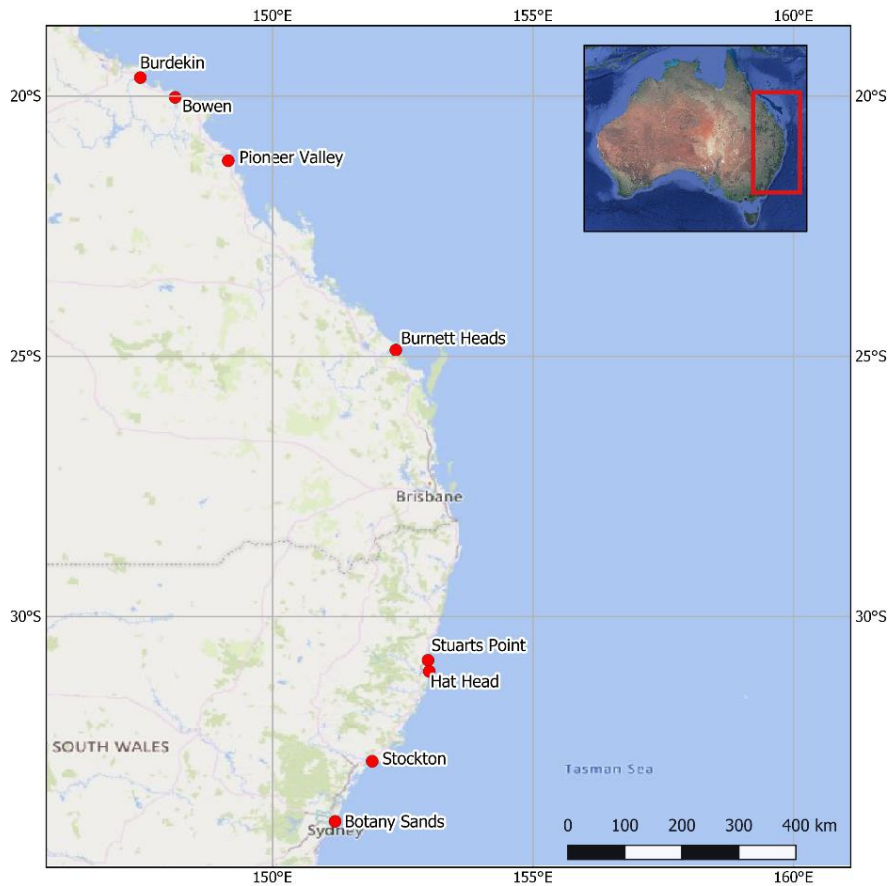 150°E
155°E
160°E
Burdekin
20°S
20°S
Bowen
Pioneer Valley
Burnett Heads
25°S
25°S
Brisbane
30°S
30°S
Stuarts Point
Hat Head
SOUTH WALES
Stockton
Tasman Sea
Botany Sands
Sydney
0 100 200 300 400 km
150°E
155°E
160°E